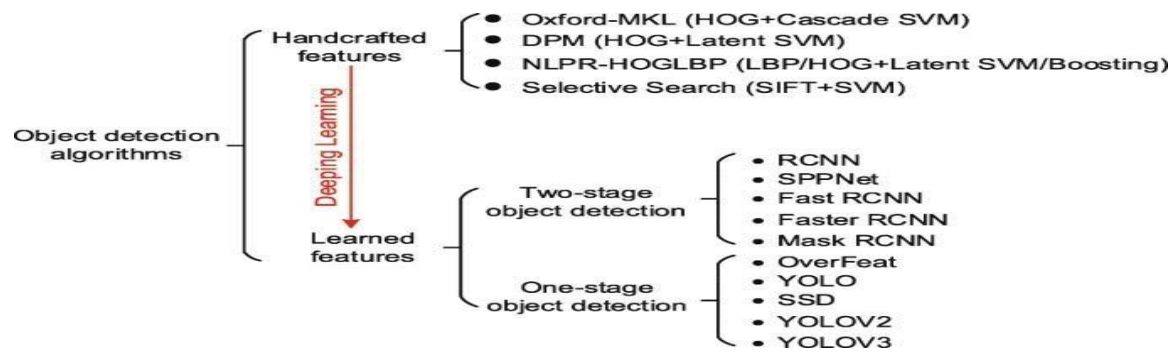 Object detection
algorithms
Handcrafted
features
Deeping Learning
Learned
features
● Oxford-MKL (HOG+Cascade SVM)
● DPM (HOG+Latent SVM)
● NLPR-HOGLBP (LBP/HOG+Latent SVM/Boosting)
● Selective Search (SIFT+SVM)
Two-stage
object detection
● RCNN
● SPPNet
● Fast RCNN
● Faster RCNN
● Mask RCNN
One-stage
object detection
● OverFeat
● YOLO
● SSD
● YOLOV2
● YOLOV3